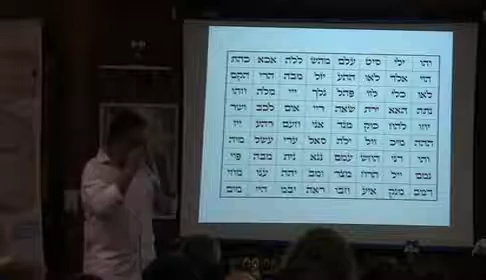 והו ילי סיט עלם מהש ללה אכא כהת
הזי אלד לאו ההע יזל מבה הרי הקם
לאו כלי לוו פהל נלך ייי מלה חהו
נתה האא ירת שאה ריי אום לכב ושר
יחו להח כוק מנד אני חעם רהע ייז
ההה מיכ וול ילה סאל ערי עשל מיה
והו דני החש עמם ננא נית מבה פוי
נמם ייל הרח מצר ומב יהה ענו מחי
דמב מנק איע חבו ראה יבמ היי מום